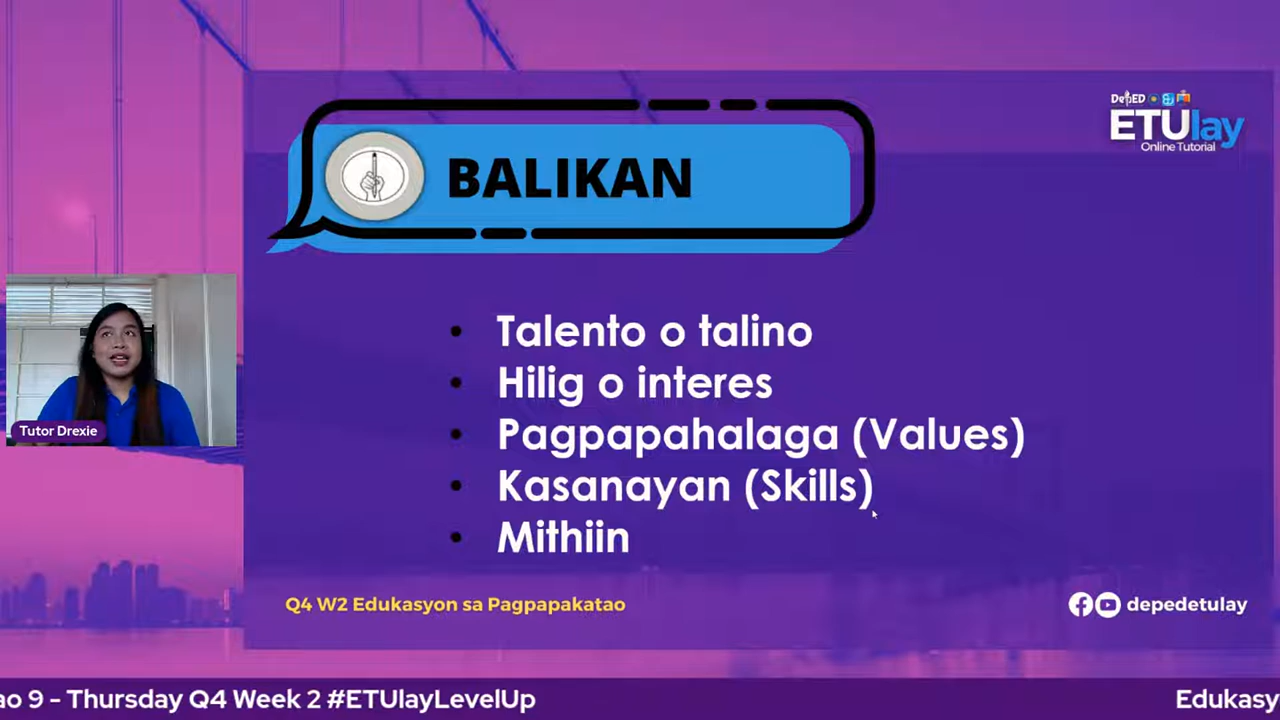 DepED
ETUlay
Online Tutorial
BALIKAN
• Talento o talino
• Hilig o interes
• Pagpapahalaga (Values)
• Kasanayan (Skills)
• Mithiin
Tutor Drexie
Q4 W2 Edukasyon sa Pagpapakatao
depedetulay
ao 9 - Thursday Q4 Week 2 #ETUlayLevelUp
Edukasy